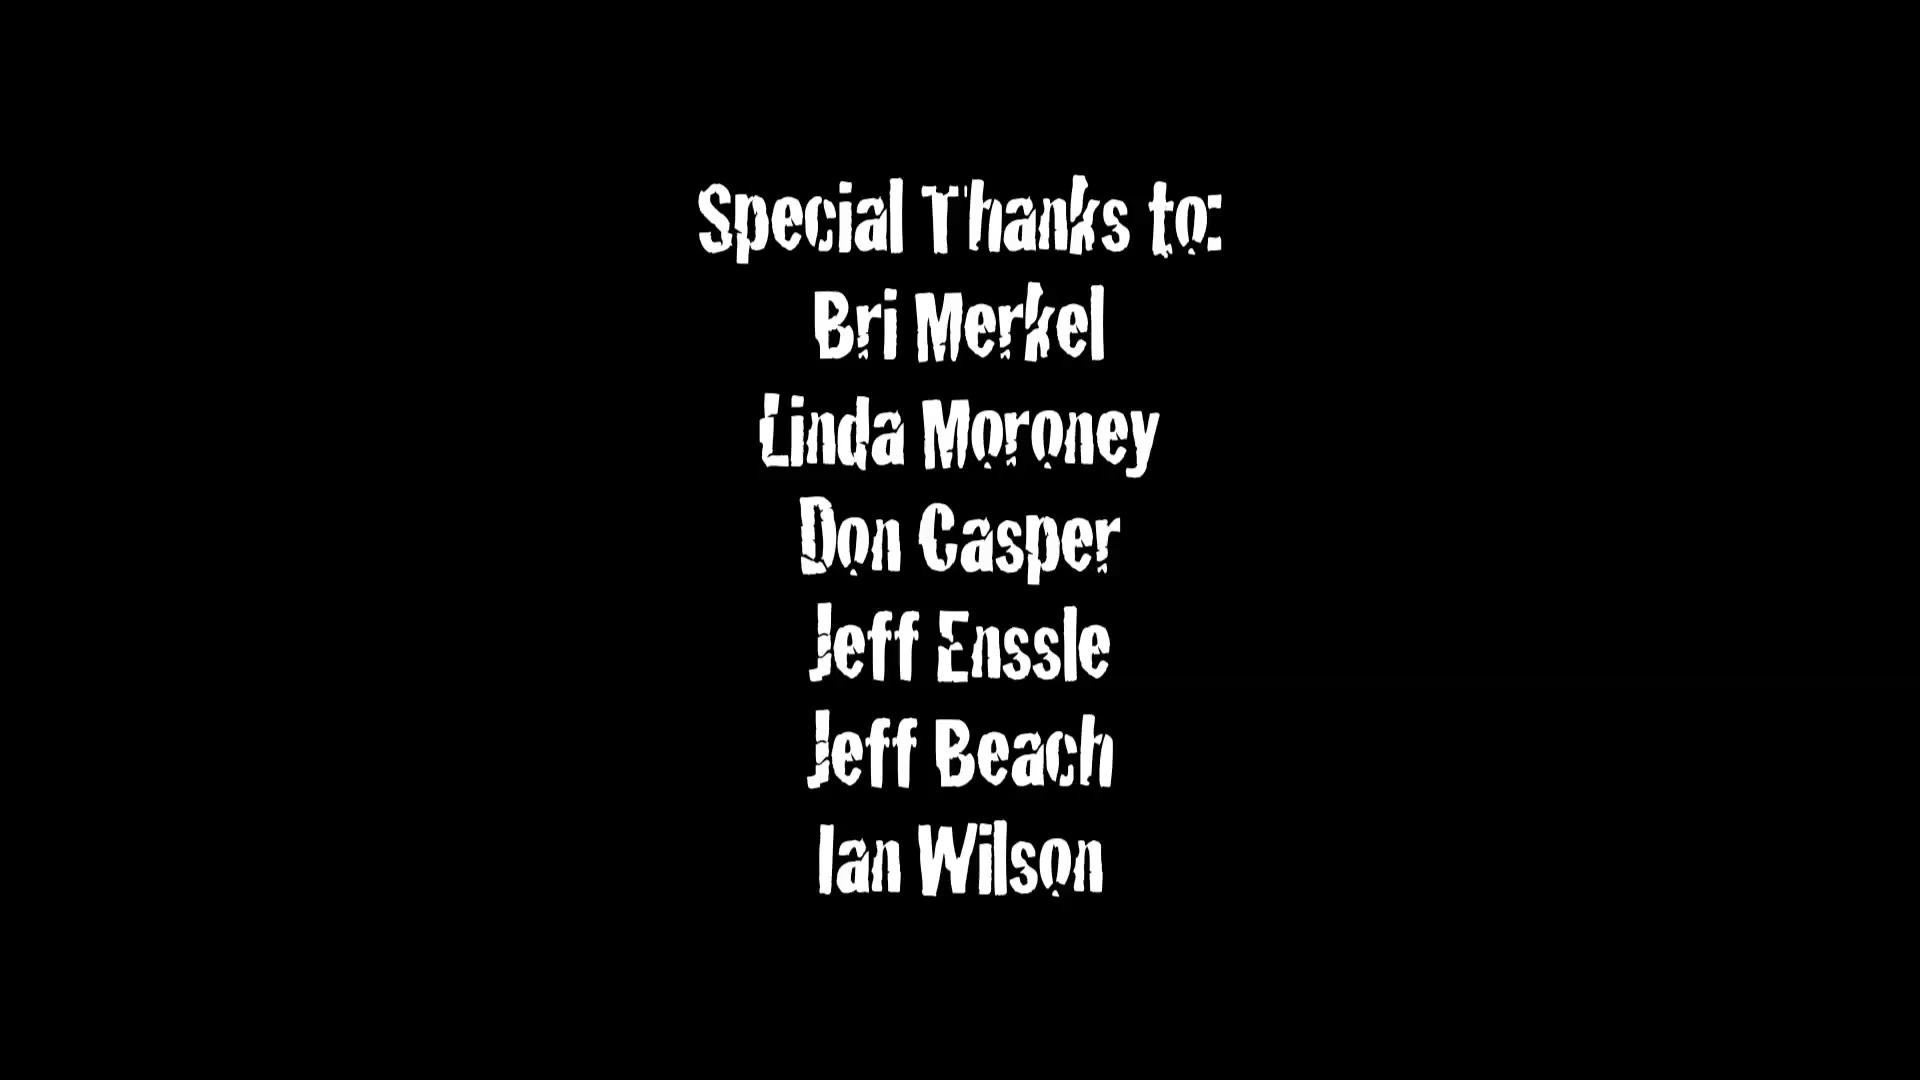 Special Thanks to:
Bri Merkel
Linda Moroney
Don Casper
Jeff Enssle
Jeff Beach
Ian Wilson